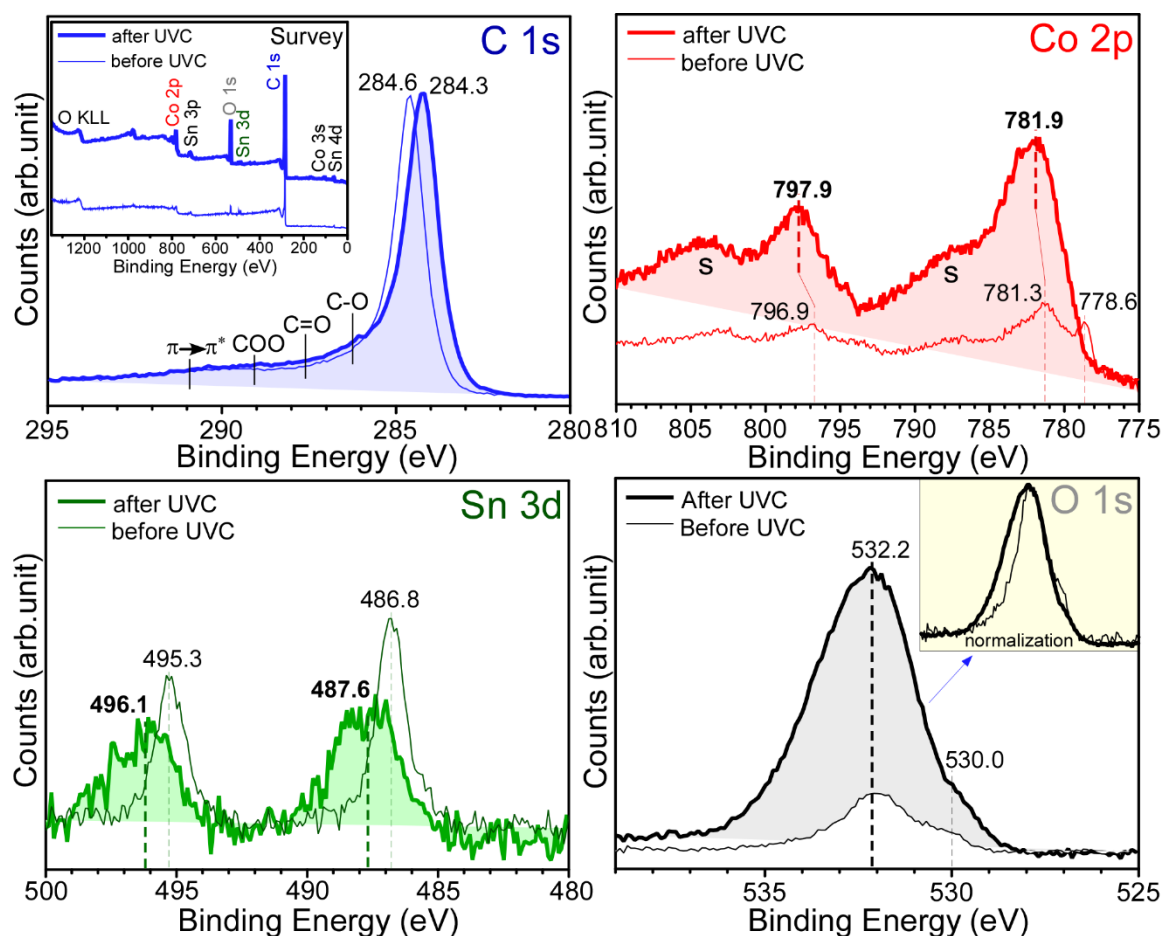 after UVC
before UVC
Survey
C 1s
O KLL
Co 2p
Sn 3p
O 1s
Sn 3d
C 1s
Co 3s
Sn 4d
1200 1000 800 600 400 200 0
Binding Energy (eV)
284.6
284.3
C-O
C=O
COO
π→π*
Counts (arb.unit)
295 290 285 280
Binding Energy (eV)
after UVC
before UVC
Co 2p
781.9
797.9
S
S
796.9
781.3
778.6
Counts (arb.unit)
810 805 800 795 790 785 780 775
Binding Energy (eV)
after UVC
before UVC
Sn 3d
486.8
495.3
496.1
487.6
Counts (arb.unit)
500 495 490 485 480
Binding Energy (eV)
After UVC
Before UVC
O 1s
532.2
normalization
530.0
Counts (arb.unit)
535 530 525
Binding Energy (eV)